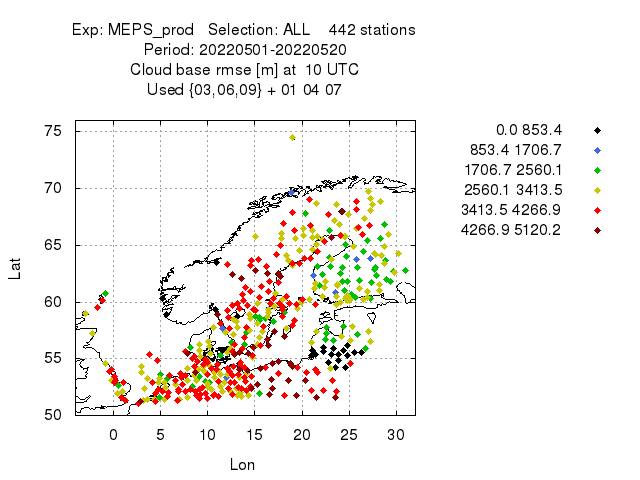 Exp: MEPS_prod   Selection: ALL    442 stations
Period: 20220501-20220520
Cloud base rmse [m] at  10 UTC
Used {03,06,09} + 01 04 07
0.0 853.4
853.4 1706.7
1706.7 2560.1
2560.1 3413.5
3413.5 4266.9
4266.9 5120.2
75
70
65
60
55
50
Lat
0 5 10 15 20 25 30
Lon